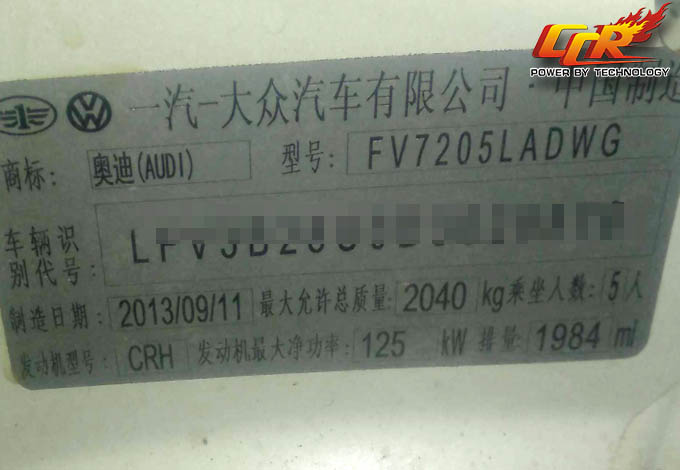 CCR
POWER BY TECHNOLOGY
一汽-大众汽车有限公司·中国制造
商标: 奥迪(AUDI) 型号: FV7205LADWG
车辆识
别代号:
制造日期: 2013/09/11 最大允许总质量: 2040 kg 乘坐人数: 5 人
发动机型号: CRH 发动机最大净功率: 125 kW 排量: 1984 ml